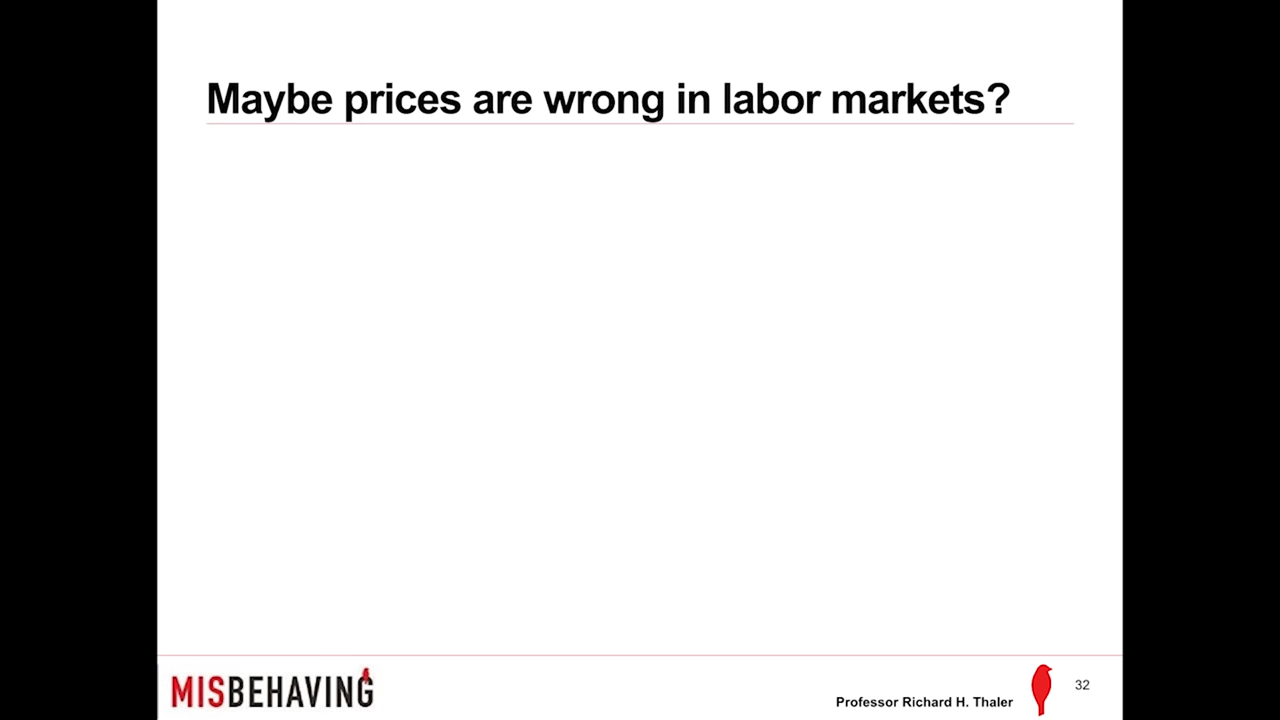 Maybe prices are wrong in labor markets?
MISBEHAVING
Professor Richard H. Thaler
32